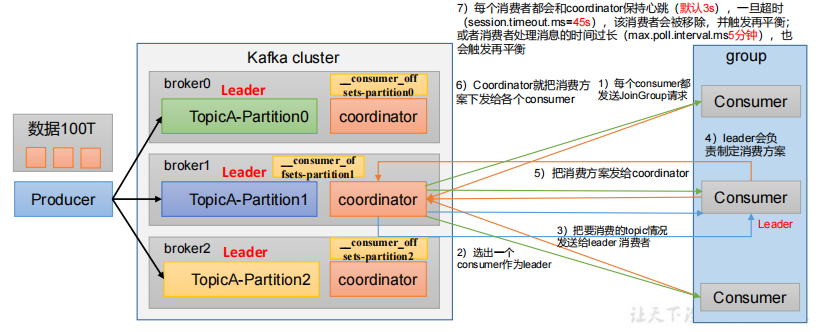 7）每个消费者都会和coordinator保持心跳（默认3s），一旦超时
（session.timeout.ms=45s），该消费者会被移除，并触发再平衡；
或者消费者处理消息的时间过长（max.poll.interval.ms5分钟），也
会触发再平衡
Kafka cluster
group
broker0
Leader
__consumer_off
sets-partition0
TopicA-Partition0
coordinator
6）Coordinator就把消费方
案下发给各个consumer
1）每个consumer都
发送JoinGroup请求
Consumer
数据100T
4）leader会负
责制定消费方案
broker1
Leader
__consumer_of
fsets-partition1
5）把消费方案发给coordinator
Producer
TopicA-Partition1
coordinator
Consumer
Leader
3）把要消费的topic情况
发送给leader 消费者
broker2
Leader
__consumer_off
sets-partition2
2）选出一个
consumer作为leader
TopicA-Partition2
coordinator
Consumer
让天下